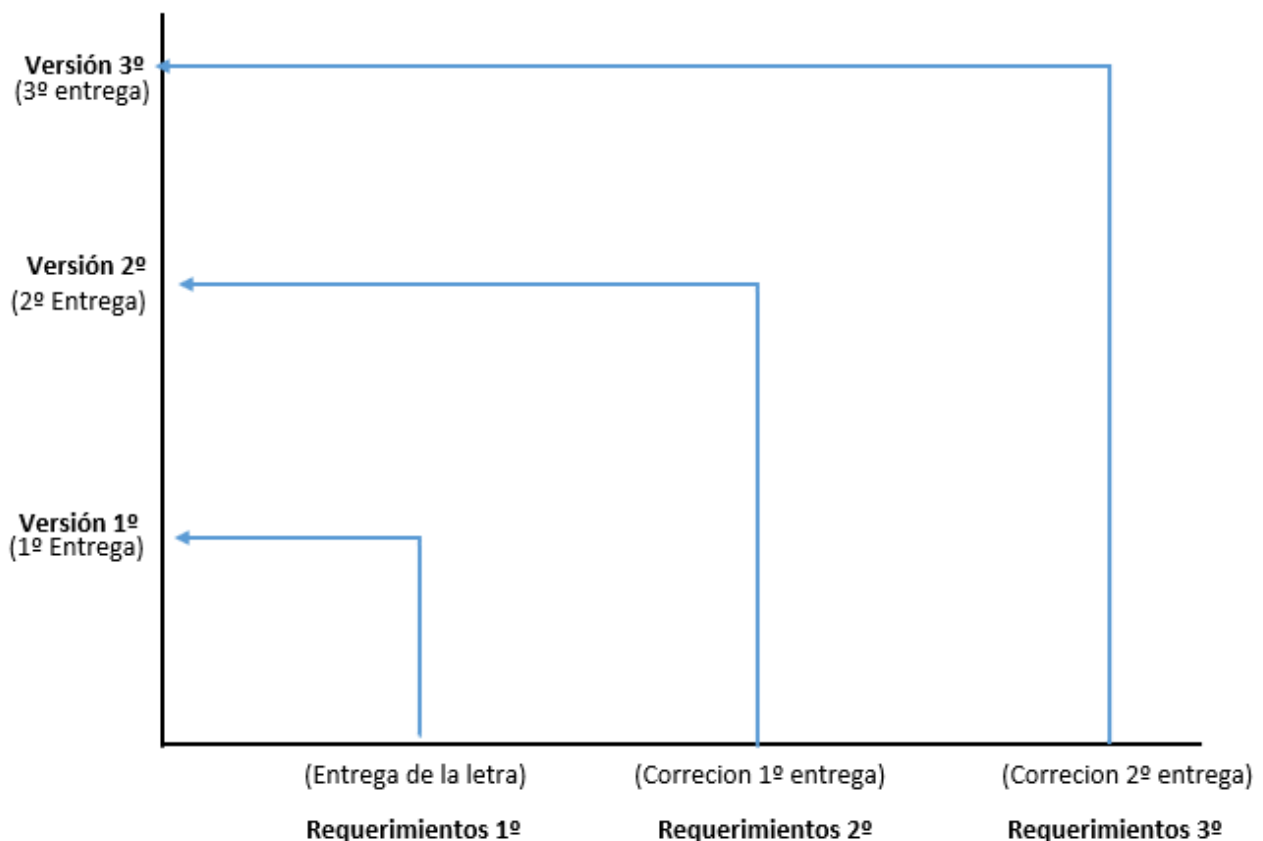 Versión 3º
(3º entrega)
Versión 2º
(2º Entrega)
Versión 1º
(1º Entrega)
(Entrega de la letra)
(Correcion 1º entrega)
(Correcion 2º entrega)
Requerimientos 1º
Requerimientos 2º
Requerimientos 3º